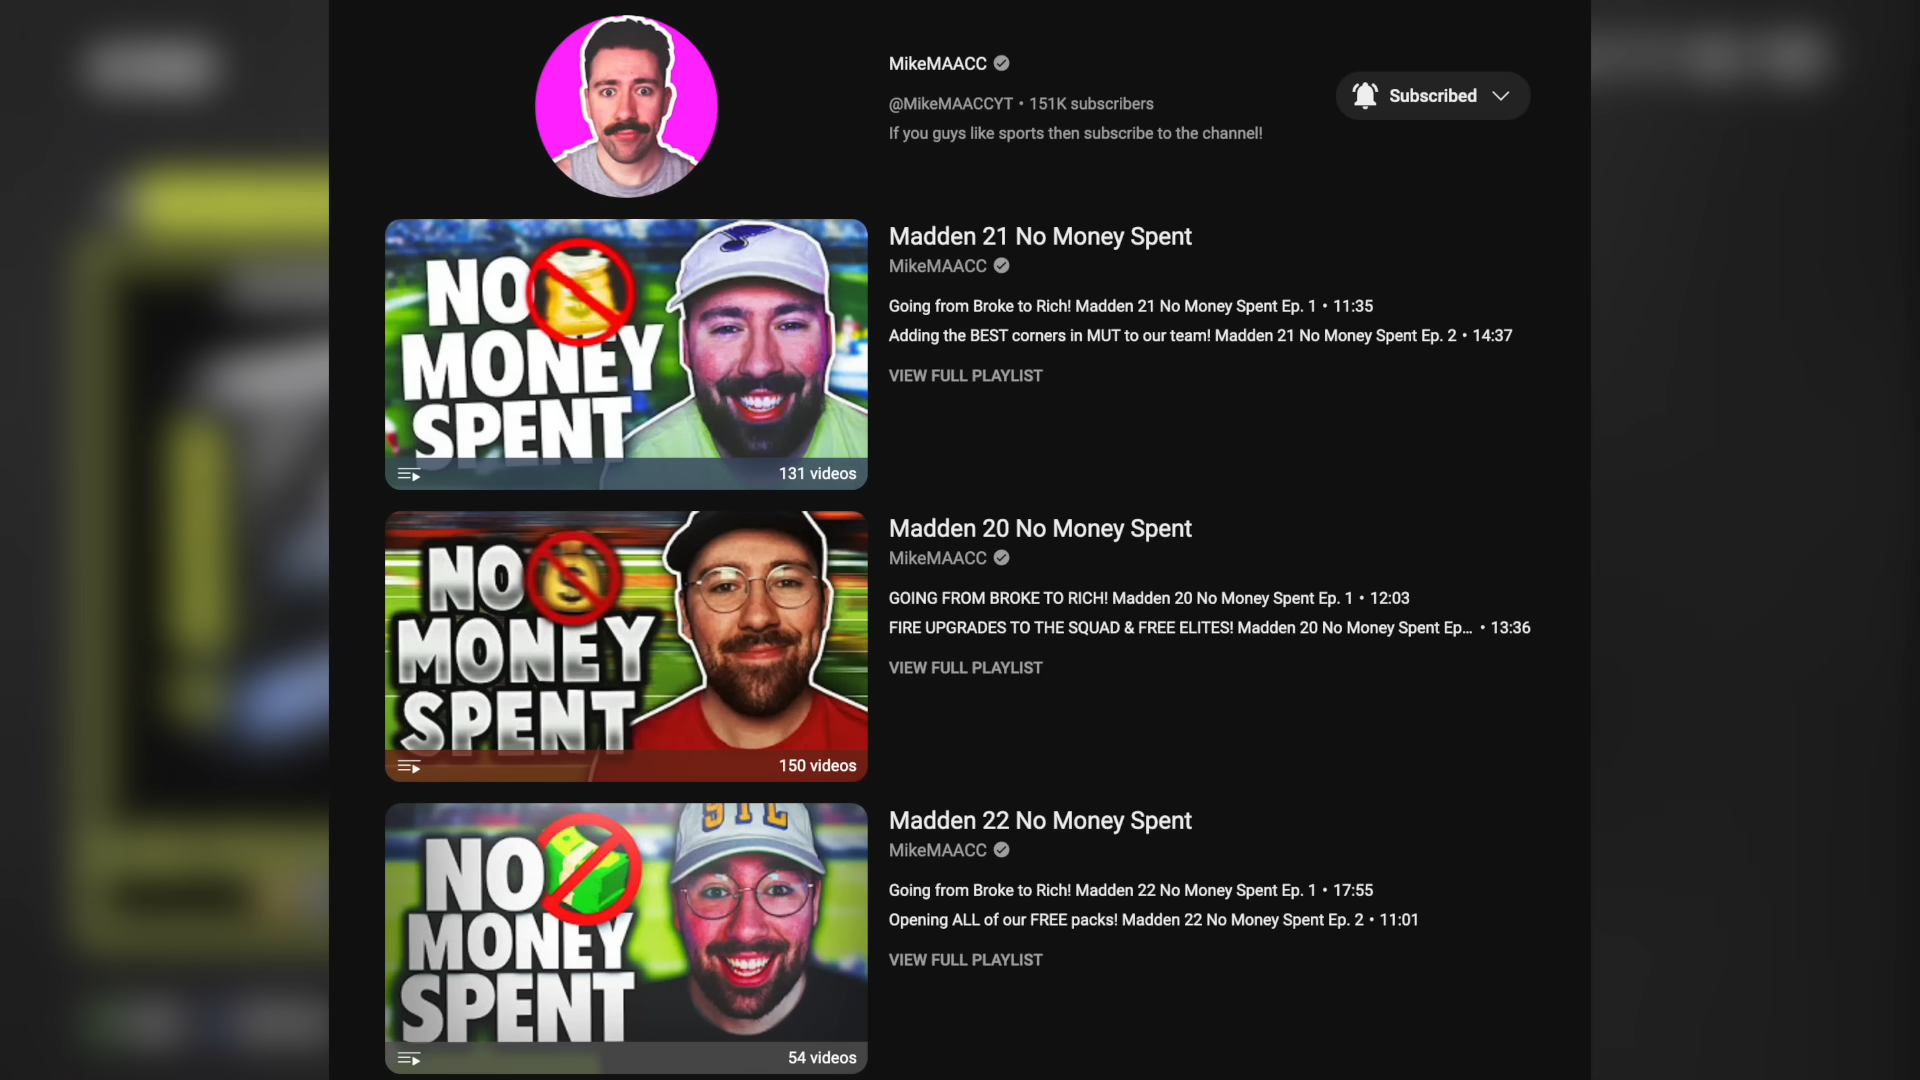 MikeMAACC
@MikeMAACCYT • 151K subscribers
If you guys like sports then subscribe to the channel!
Subscribed
NO
MONEY
SPENT
131 videos
Madden 21 No Money Spent
MikeMAACC
Going from Broke to Rich! Madden 21 No Money Spent Ep. 1 • 11:35
Adding the BEST corners in MUT to our team! Madden 21 No Money Spent Ep. 2 • 14:37
VIEW FULL PLAYLIST
NO
$
MONEY
SPENT
150 videos
Madden 20 No Money Spent
MikeMAACC
GOING FROM BROKE TO RICH! Madden 20 No Money Spent Ep. 1 • 12:03
FIRE UPGRADES TO THE SQUAD & FREE ELITES! Madden 20 No Money Spent Ep... • 13:36
VIEW FULL PLAYLIST
STL
NO
MONEY
SPENT
54 videos
Madden 22 No Money Spent
MikeMAACC
Going from Broke to Rich! Madden 22 No Money Spent Ep. 1 • 17:55
Opening ALL of our FREE packs! Madden 22 No Money Spent Ep. 2 • 11:01
VIEW FULL PLAYLIST